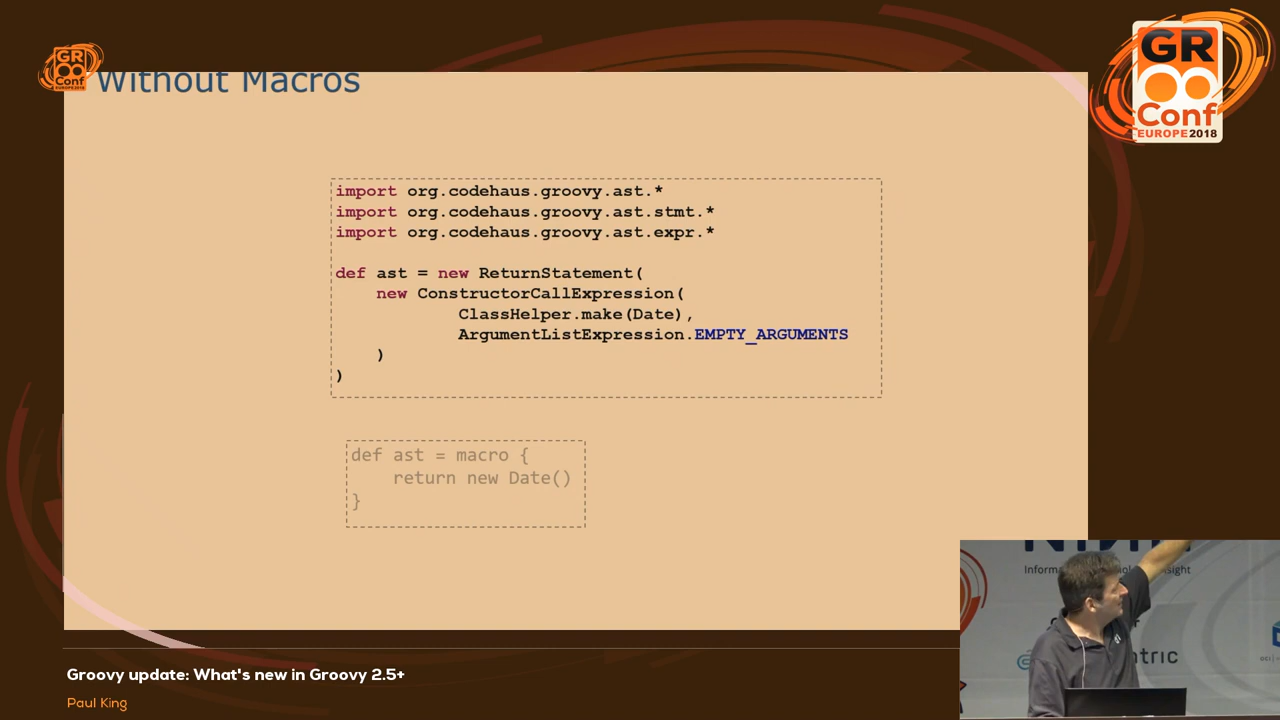 GR
Conf
EUROPE 2018
Without Macros
GR
Conf
EUROPE 2018
import org.codehaus.groovy.ast.*
import org.codehaus.groovy.ast.stmt.*
import org.codehaus.groovy.ast.expr.*
def ast = new ReturnStatement(
new ConstructorCallExpression(
ClassHelper.make(Date),
ArgumentListExpression.EMPTY_ARGUMENTS
)
)
def ast = macro {
return new Date()
}
Groovy update: What's new in Groovy 2.5+
Paul King